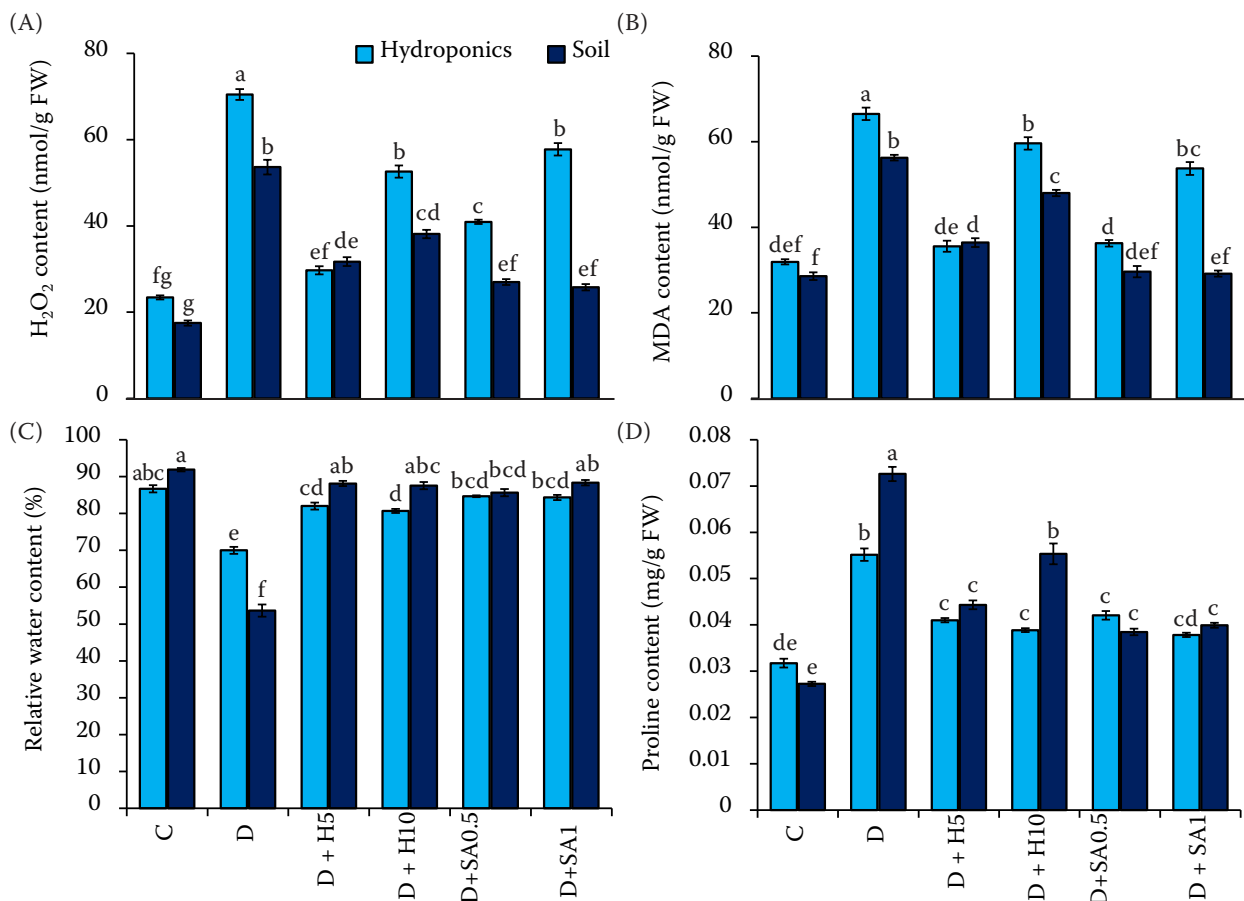 (A)
Hydroponics Soil
H₂O₂ content (nmol/g FW)
80
60
40
20
0
fg g a b ef de b cd c ef b ef
(B)
MDA content (nmol/g FW)
80
60
40
20
0
def f a b de d b c d def bc ef
(C)
Relative water content (%)
100
90
80
70
60
50
40
30
20
10
0
abc a e f cd ab d abc bcd bcd bcd ab
C
D
D + H5
D + H10
D+SA0.5
D+SA1
(D)
Proline content (mg/g FW)
0.08
0.07
0.06
0.05
0.04
0.03
0.02
0.01
0
de e b a c c c b c c cd c
C
D
D + H5
D + H10
D+SA0.5
D + SA1